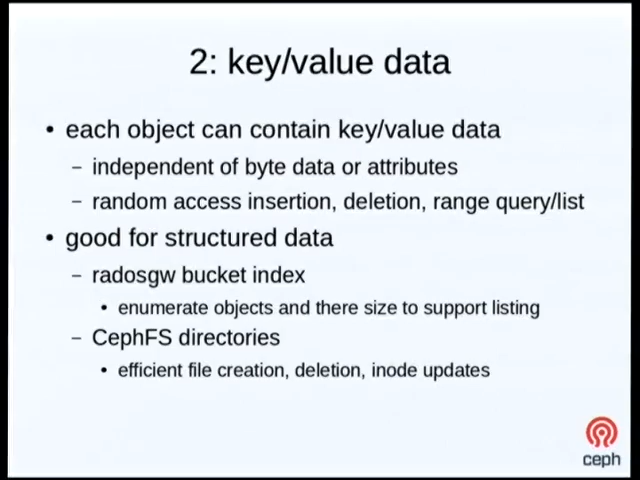 2: key/value data
• each object can contain key/value data
– independent of byte data or attributes
– random access insertion, deletion, range query/list
• good for structured data
– radosgw bucket index
• enumerate objects and there size to support listing
– CephFS directories
• efficient file creation, deletion, inode updates
ceph